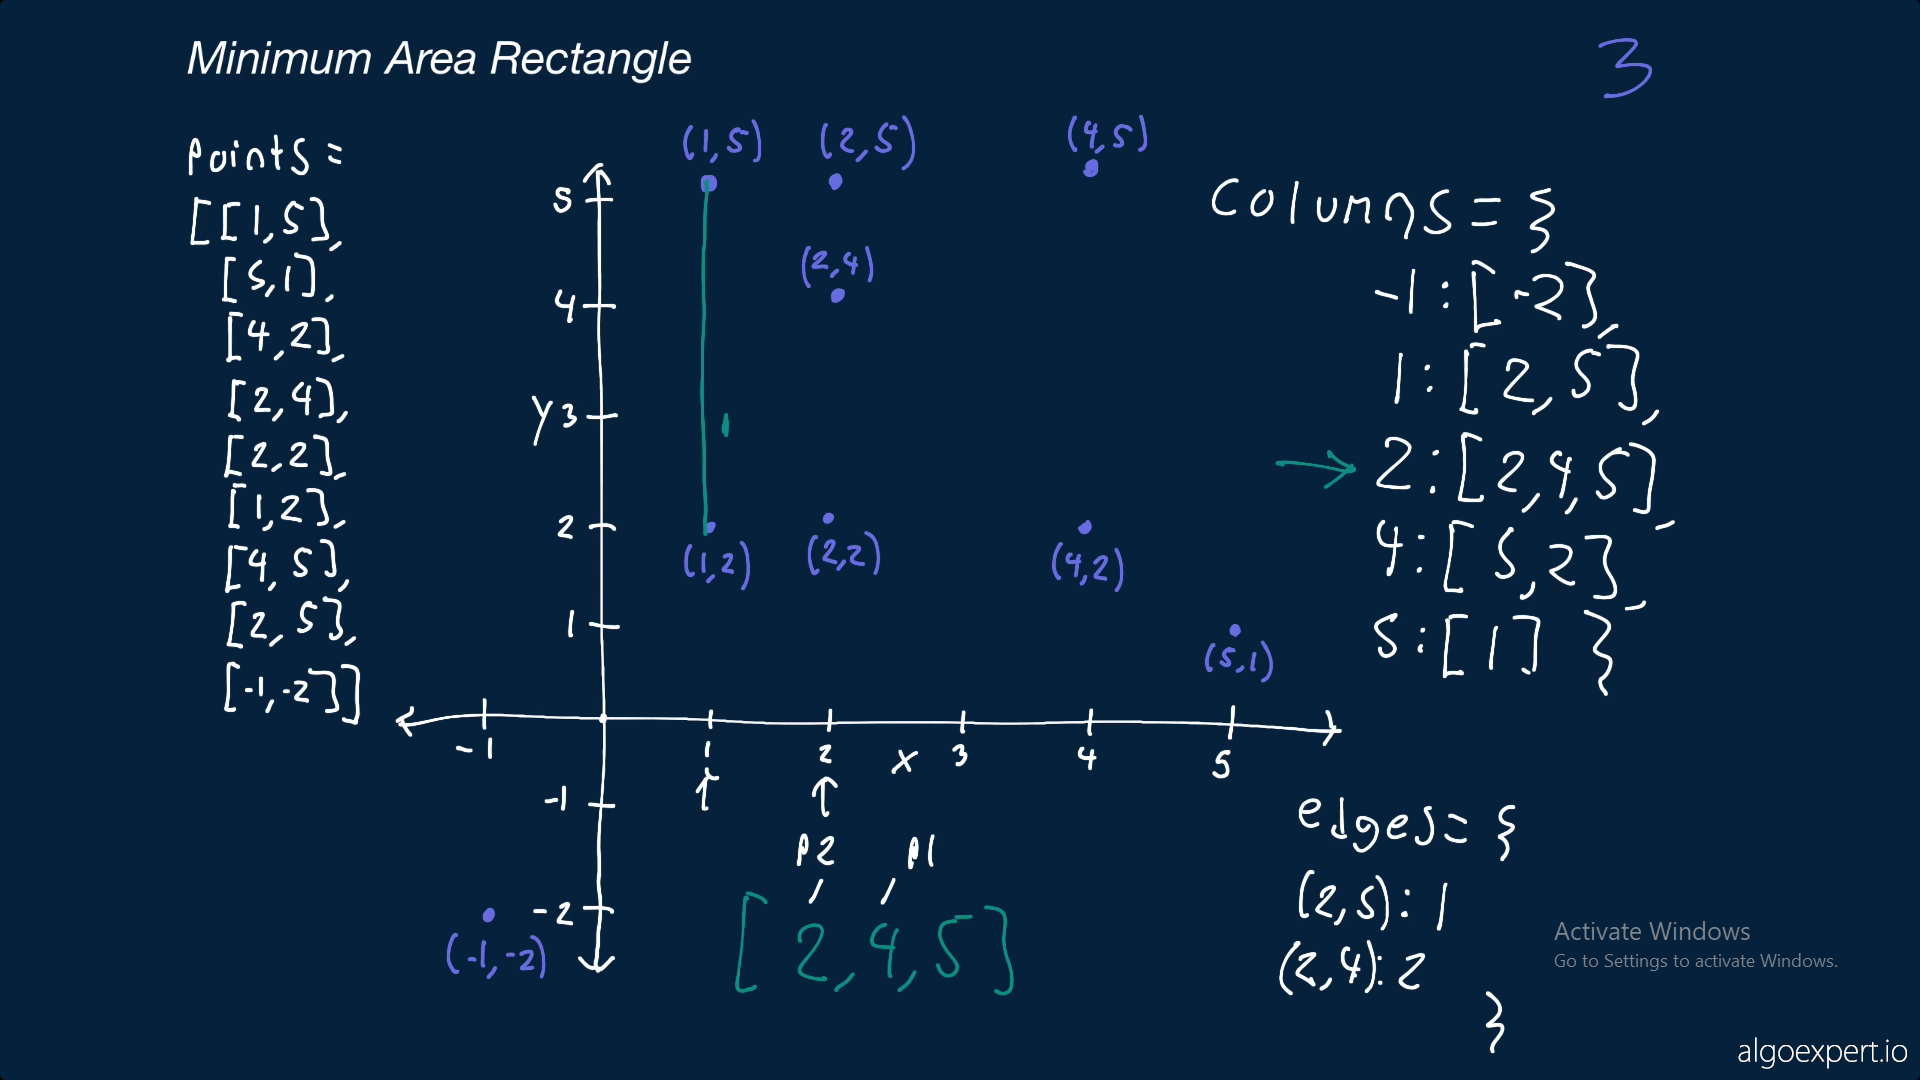 Minimum Area Rectangle
3
points =
[[1,5],
[5,1],
[4,2],
[2,4],
[2,2],
[1,2],
[4,5],
[2,5],
[-1,-2]]
(1,5) (2,5) (4,5)
5
(2,4)
4
y 3
2
(1,2) (2,2) (4,2)
1
(5,1)
-1 1 2 x 3 4 5
-1
p2 p1
-2
(-1,-2)
[2,4,5]
columns = {
-1: [-2],
1: [2,5],
2: [2,4,5],
4: [5,2],
5: [1] }
edges = {
(2,5): 1
(2,4): 2
}
Activate Windows
Go to Settings to activate Windows.
algoexpert.io